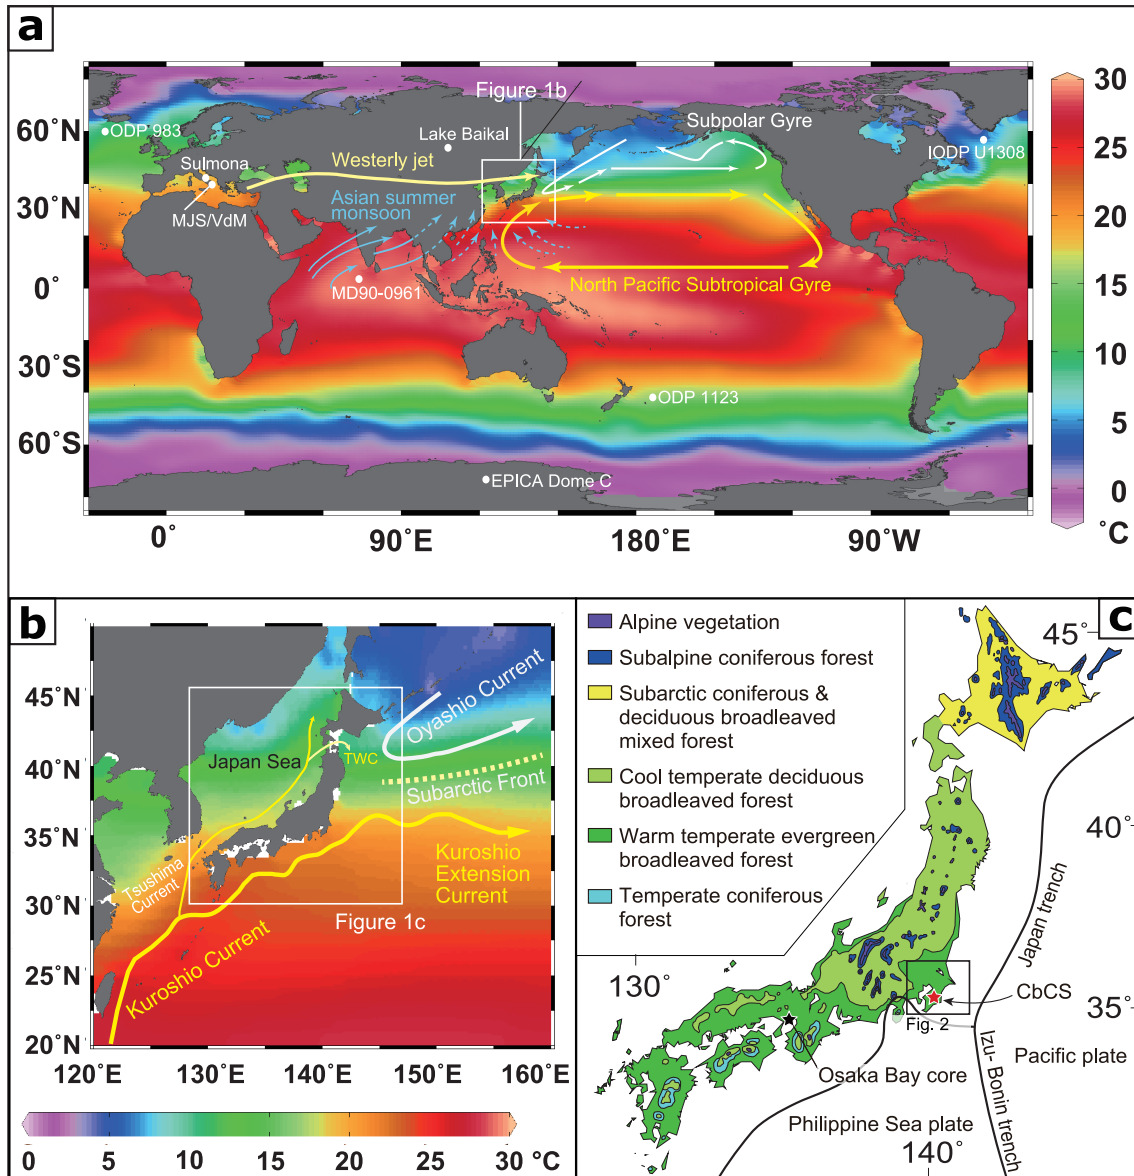 a
Figure 1b
60°N
30°N
0°
30°S
60°S
ODP 983
Lake Baikal
Subpolar Gyre
IODP U1308
Sulmona
Westerly jet
MJS/VdM
Asian summer
monsoon
MD90-0961
North Pacific Subtropical Gyre
ODP 1123
EPICA Dome C
0°
90°E
180°E
90°W
30
25
20
15
10
5
0
°C
b
45°N
40°N
35°N
30°N
25°N
20°N
Oyashio Current
Japan Sea
TWC
Subarctic Front
Kuroshio
Extension
Current
Tsushima
Current
Figure 1c
Kuroshio Current
120°E
130°E
140°E
150°E
160°E
0
5
10
15
20
25
30 °C
c
Alpine vegetation
Subalpine coniferous forest
Subarctic coniferous &
deciduous broadleaved
mixed forest
Cool temperate deciduous
broadleaved forest
Warm temperate evergreen
broadleaved forest
Temperate coniferous
forest
45°
40°
35°
130°
140°
Japan trench
CbCS
Fig. 2
Pacific plate
Osaka Bay core
Izu- Bonin trench
Philippine Sea plate